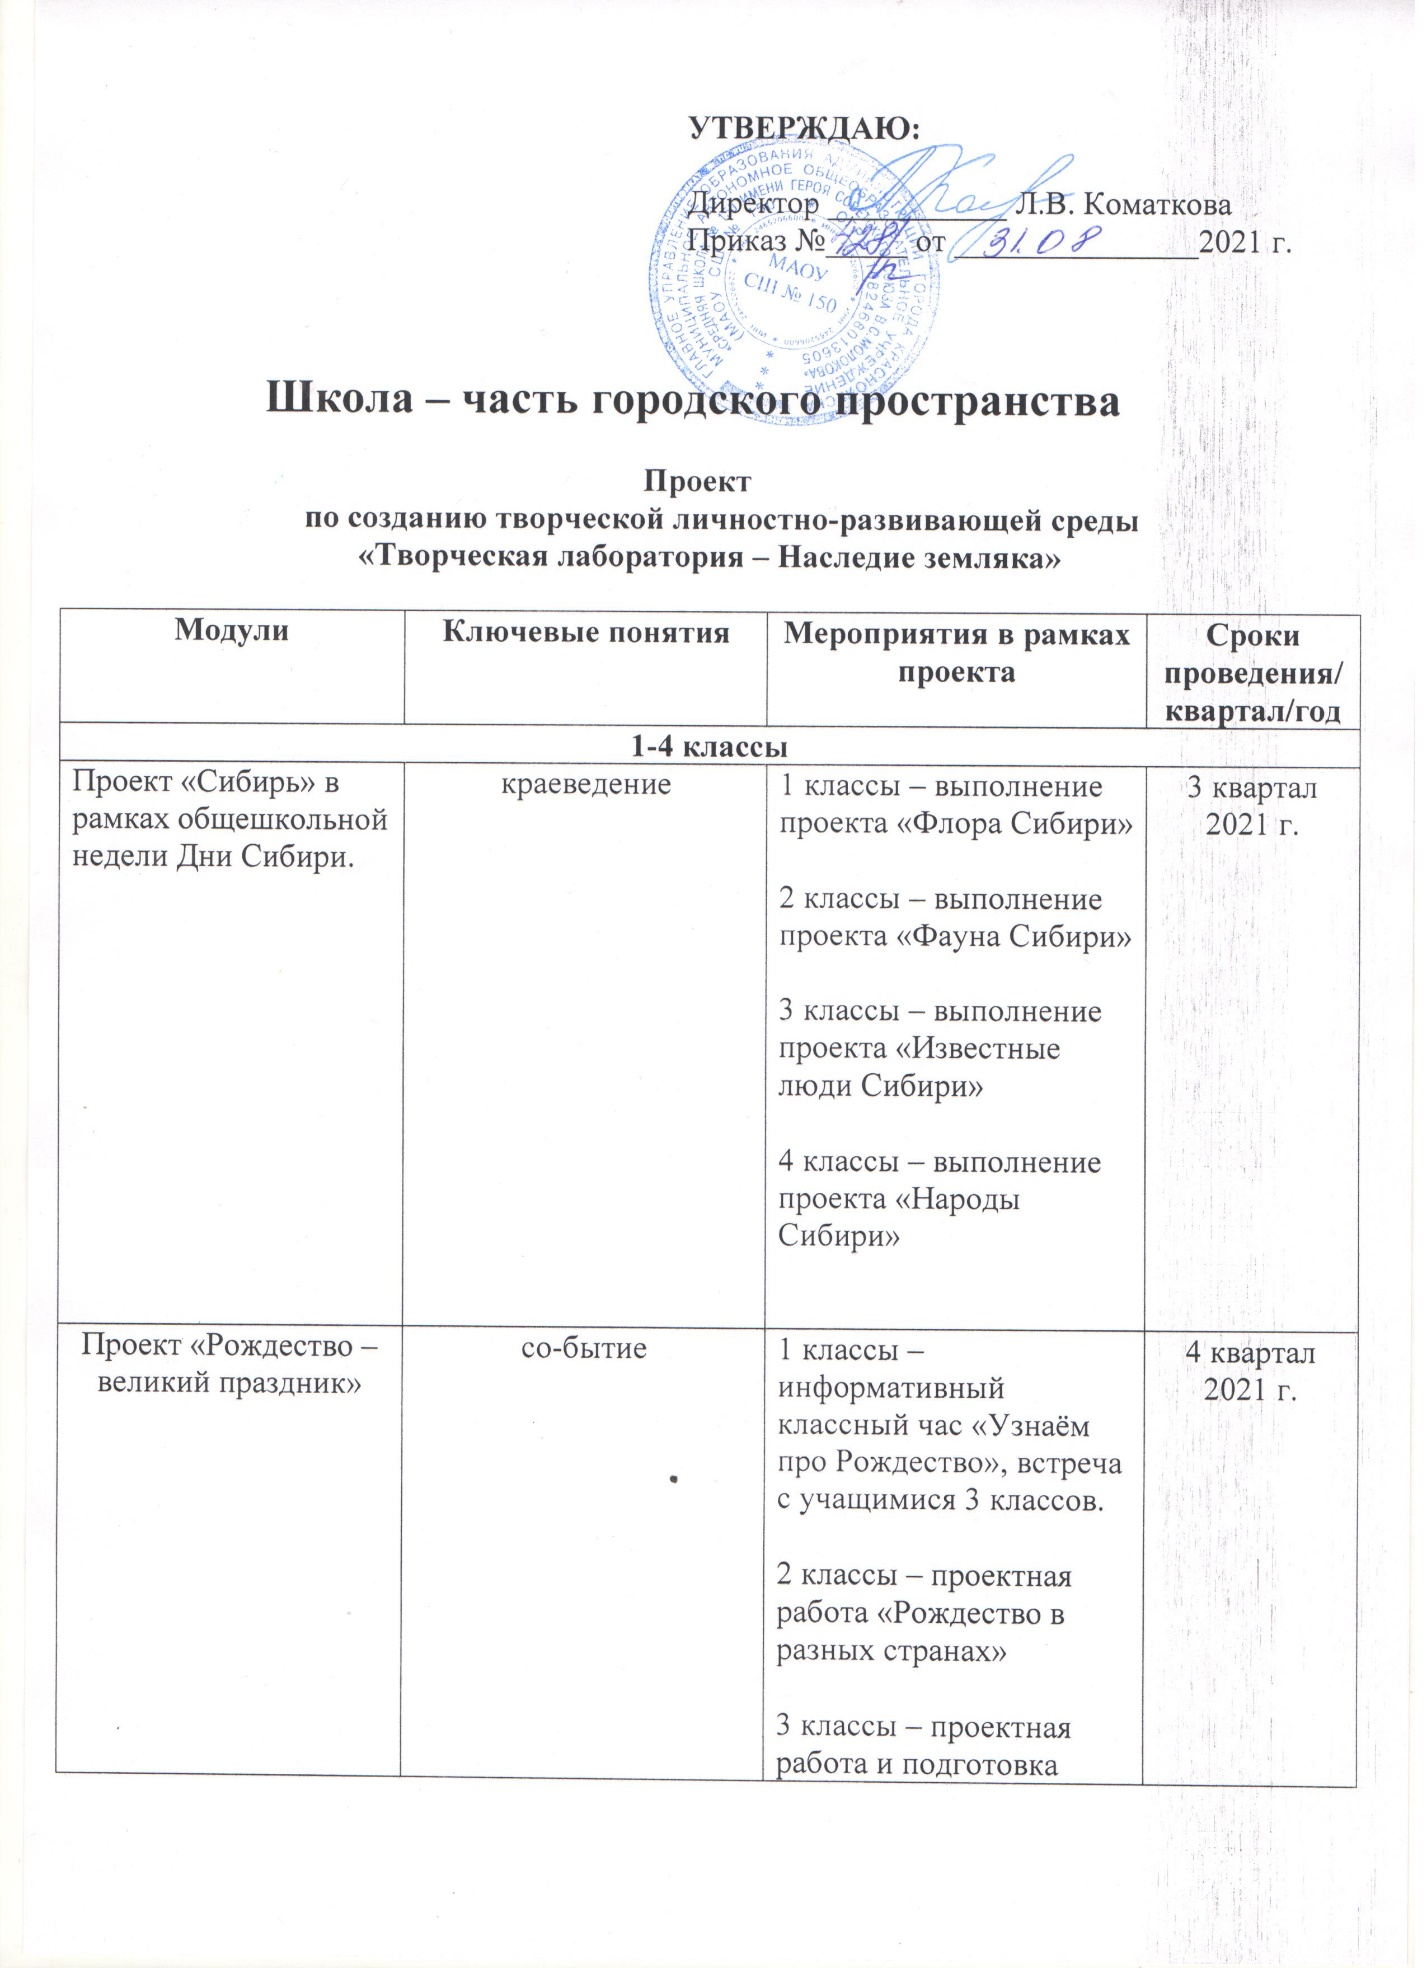 УТВЕРЖДАЮ:
Директор ___________ Л.В. Коматкова
Приказ №_____ от 31.08 2021 г.
МАОУ
СШ № 150
Школа – часть городского пространства
Проект
по созданию творческой личностно-развивающей среды
«Творческая лаборатория – Наследие земляка»
Модули
Ключевые понятия
Мероприятия в рамках
проекта
Сроки
проведения/
квартал/год
1-4 классы
Проект «Сибирь» в
рамках общешкольной
недели Дни Сибири.
краеведение
1 классы – выполнение
проекта «Флора Сибири»
2 классы – выполнение
проекта «Фауна Сибири»
3 классы – выполнение
проекта «Известные
люди Сибири»
4 классы – выполнение
проекта «Народы
Сибири»
3 квартал
2021 г.
Проект «Рождество –
великий праздник»
со-бытие
1 классы –
информативный
классный час «Узнаём
про Рождество», встреча
с учащимися 3 классов.
2 классы – проектная
работа «Рождество в
разных странах»
3 классы – проектная
работа и подготовка
4 квартал
2021 г.